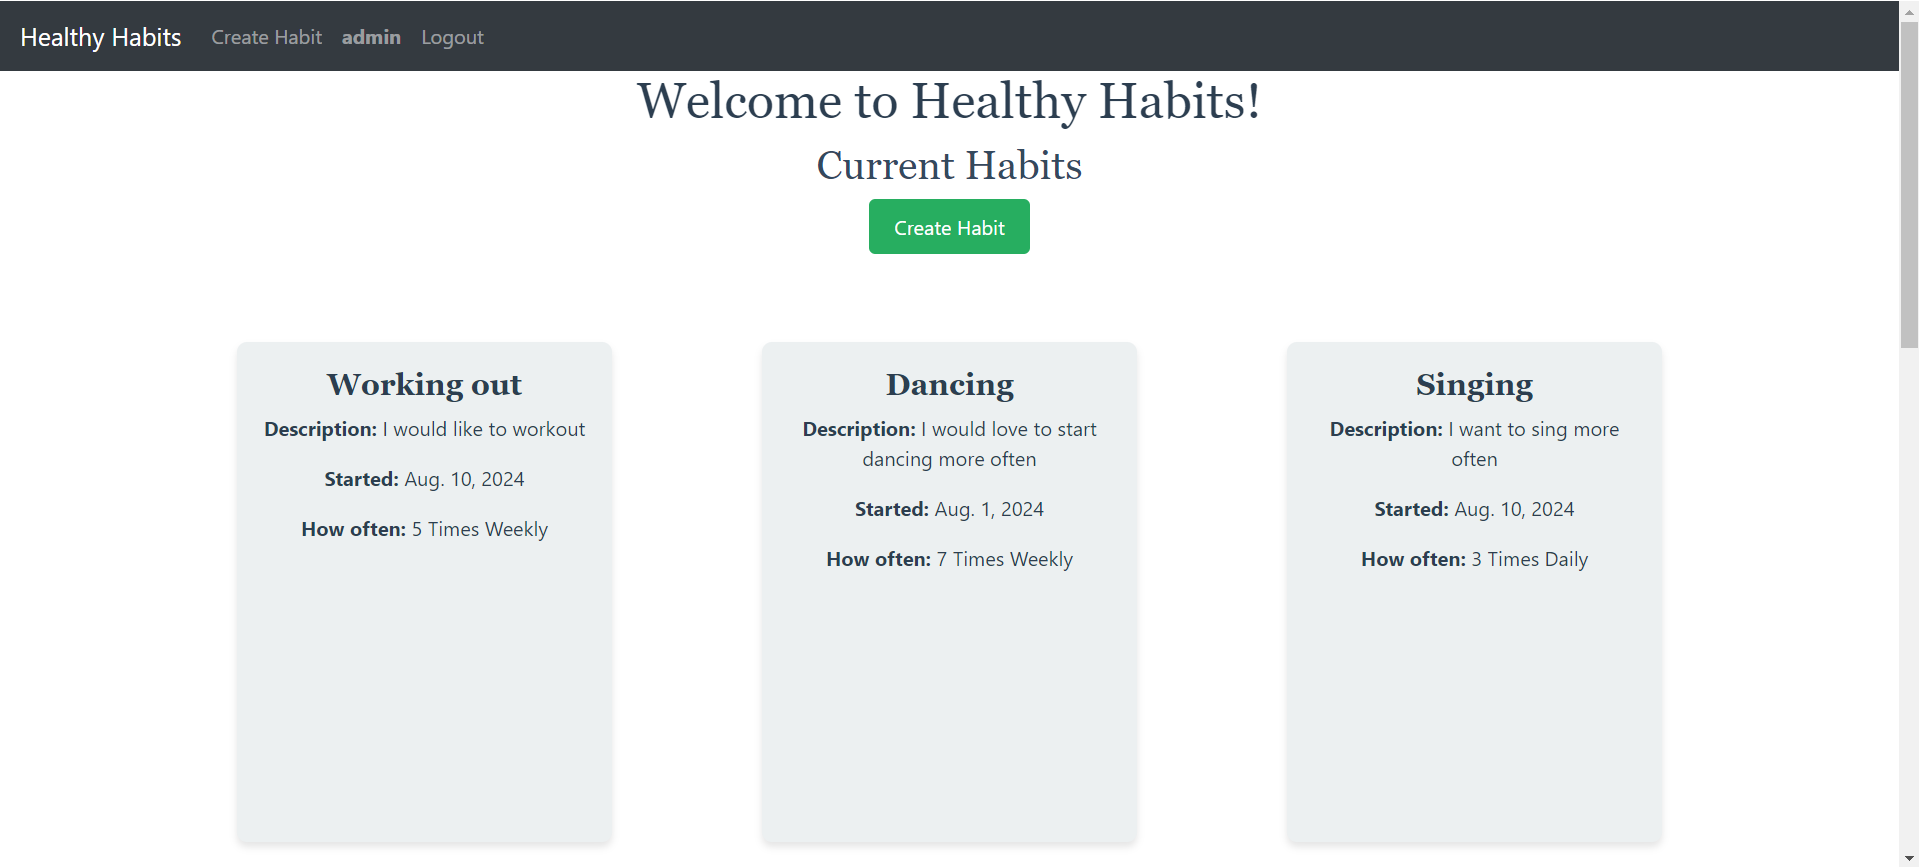 Healthy Habits Create Habit admin Logout
Welcome to Healthy Habits!
Current Habits
Create Habit
Working out
Description: I would like to workout
Started: Aug. 10, 2024
How often: 5 Times Weekly
Dancing
Description: I would love to start
dancing more often
Started: Aug. 1, 2024
How often: 7 Times Weekly
Singing
Description: I want to sing more
often
Started: Aug. 10, 2024
How often: 3 Times Daily